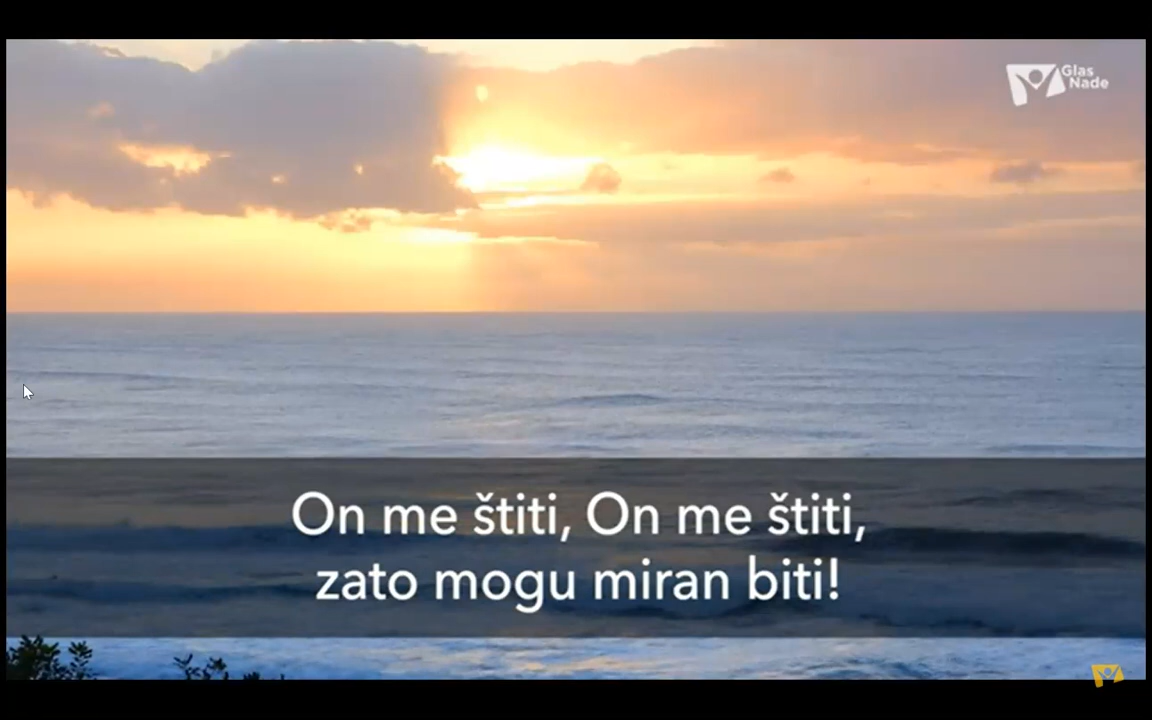 Glas
Nade
On me štiti, On me štiti,
zato mogu miran biti!